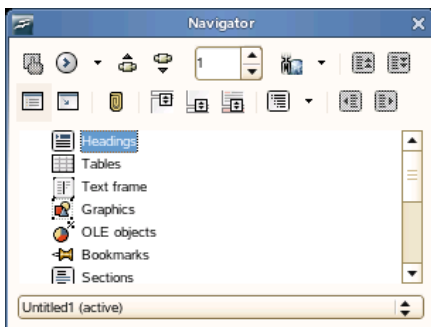 Navigator
1
Headings
Tables
Text frame
Graphics
OLE objects
Bookmarks
Sections
Untitled1 (active)